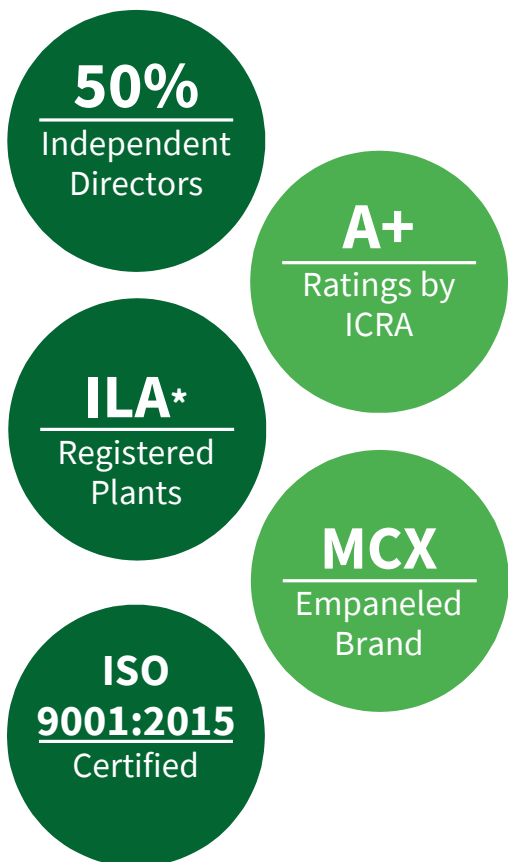 50%
Independent
Directors
A+
Ratings by
ICRA
ILA*
Registered
Plants
MCX
Empaneled
Brand
ISO
9001:2015
Certified